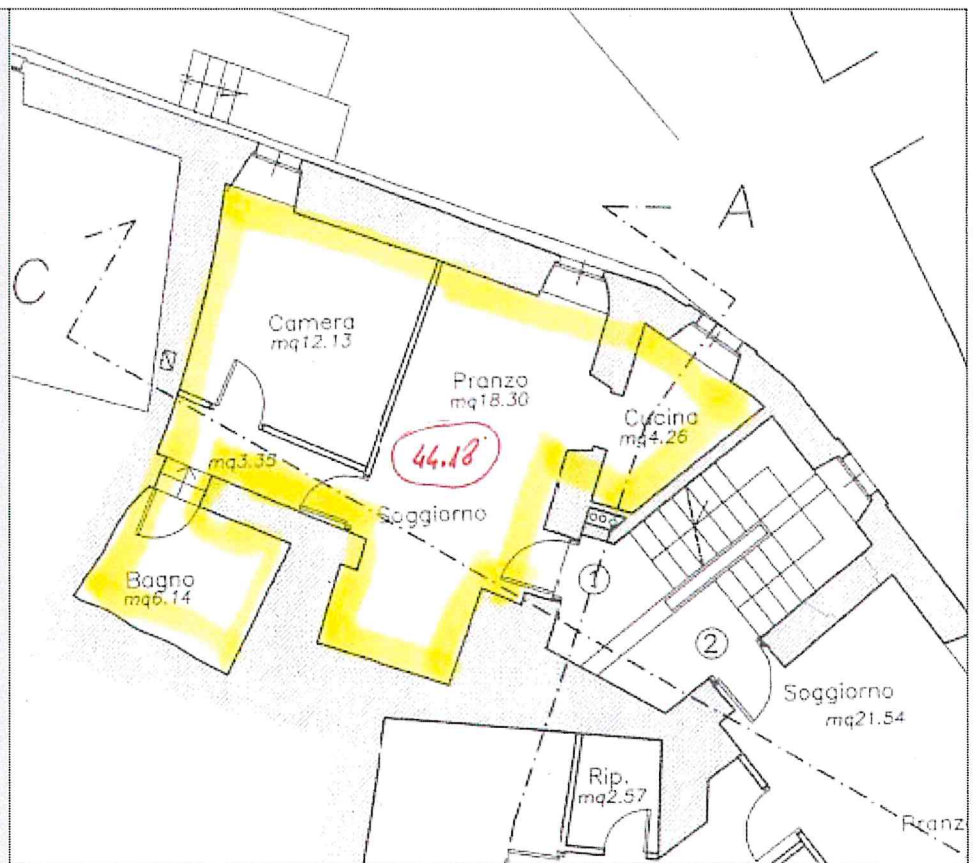 A
C
Camera
mq12.13
Pranzo
mq18.30
Cucina
mq4.26
44.18
mq3.35
Soggiorno
Bagno
mq6.14
1
2
Soggiorno
mq21.54
Rip.
mq2.57
Pranz